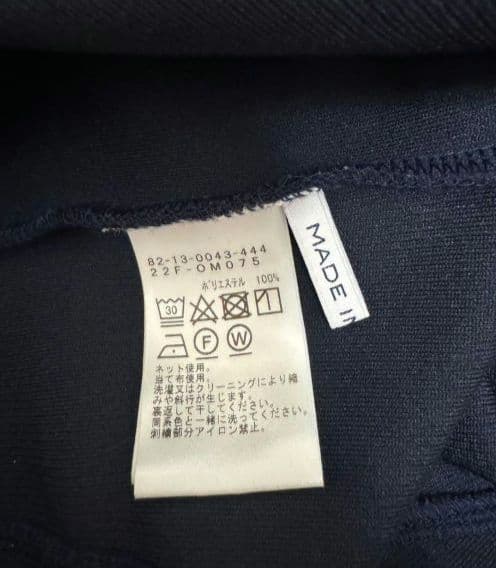 82-13-0043-444
22F-OM075
ポリエステル 100%
30
F W
ネット使用。
当て布使用。
洗濯又はクリーニングにより縮
みや斜行が生じます。
裏返して干してください。
同系色と一緒に洗ってください。
刺繍部分アイロン禁止。
MADE IN